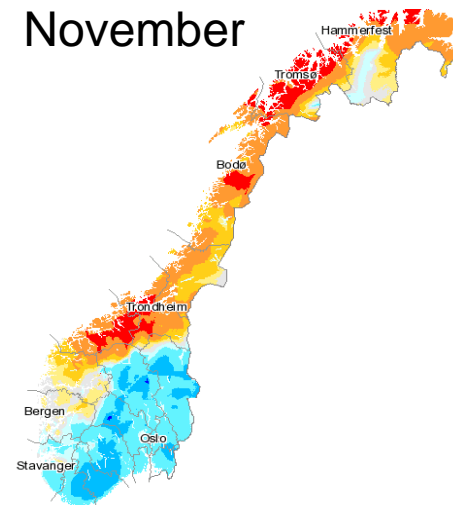 November
Hammerfest
Tromsø
Bodø
Trondheim
Bergen
Oslo
Stavanger